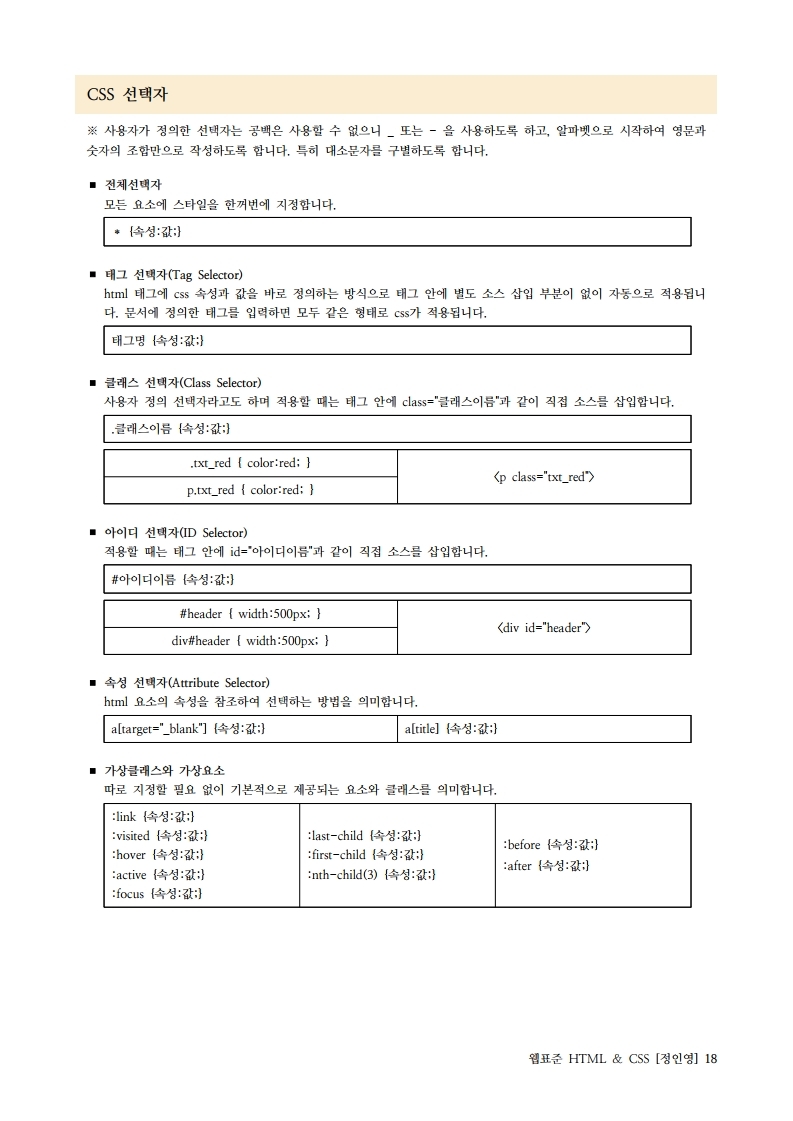 CSS 선택자
※ 사용자가 정의한 선택자는 공백은 사용할 수 없으니 _ 또는 - 을 사용하도록 하고, 알파벳으로 시작하여 영문과
숫자의 조합만으로 작성하도록 합니다. 특히 대소문자를 구별하도록 합니다.
■ 전체선택자
모든 요소에 스타일을 한꺼번에 지정합니다.
* {속성:값;}
■ 태그 선택자(Tag Selector)
html 태그에 css 속성과 값을 바로 정의하는 방식으로 태그 안에 별도 소스 삽입 부분이 없이 자동으로 적용됩니
다. 문서에 정의한 태그를 입력하면 모두 같은 형태로 css가 적용됩니다.
태그명 {속성:값;}
■ 클래스 선택자(Class Selector)
사용자 정의 선택자라고도 하며 적용할 때는 태그 안에 class="클래스이름"과 같이 직접 소스를 삽입합니다.
.클래스이름 {속성:값;}
.txt_red { color:red; }
p.txt_red { color:red; }
<p class="txt_red">
■ 아이디 선택자(ID Selector)
적용할 때는 태그 안에 id="아이디이름"과 같이 직접 소스를 삽입합니다.
#아이디이름 {속성:값;}
#header { width:500px; }
div#header { width:500px; }
<div id="header">
■ 속성 선택자(Attribute Selector)
html 요소의 속성을 참조하여 선택하는 방법을 의미합니다.
a[target="_blank"] {속성:값;}
a[title] {속성:값;}
■ 가상클래스와 가상요소
따로 지정할 필요 없이 기본적으로 제공되는 요소와 클래스를 의미합니다.
:link {속성:값;}
:visited {속성:값;}
:hover {속성:값;}
:active {속성:값;}
:focus {속성:값;}
:last-child {속성:값;}
:first-child {속성:값;}
:nth-child(3) {속성:값;}
:before {속성:값;}
:after {속성:값;}
웹표준 HTML & CSS [정인영] 18